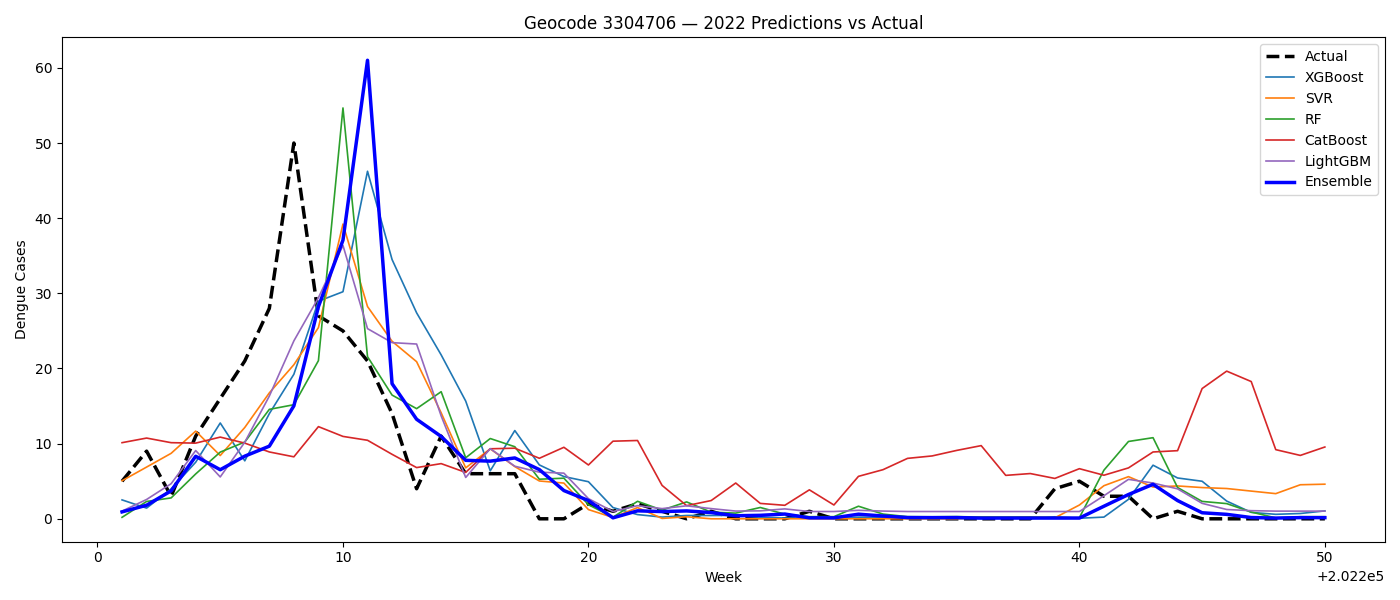 Geocode 3304706 — 2022 Predictions vs Actual
Dengue Cases
60
50
40
30
20
10
0
Actual
XGBoost
SVR
RF
CatBoost
LightGBM
Ensemble
0
10
20
30
40
50
+2.022e5
Week